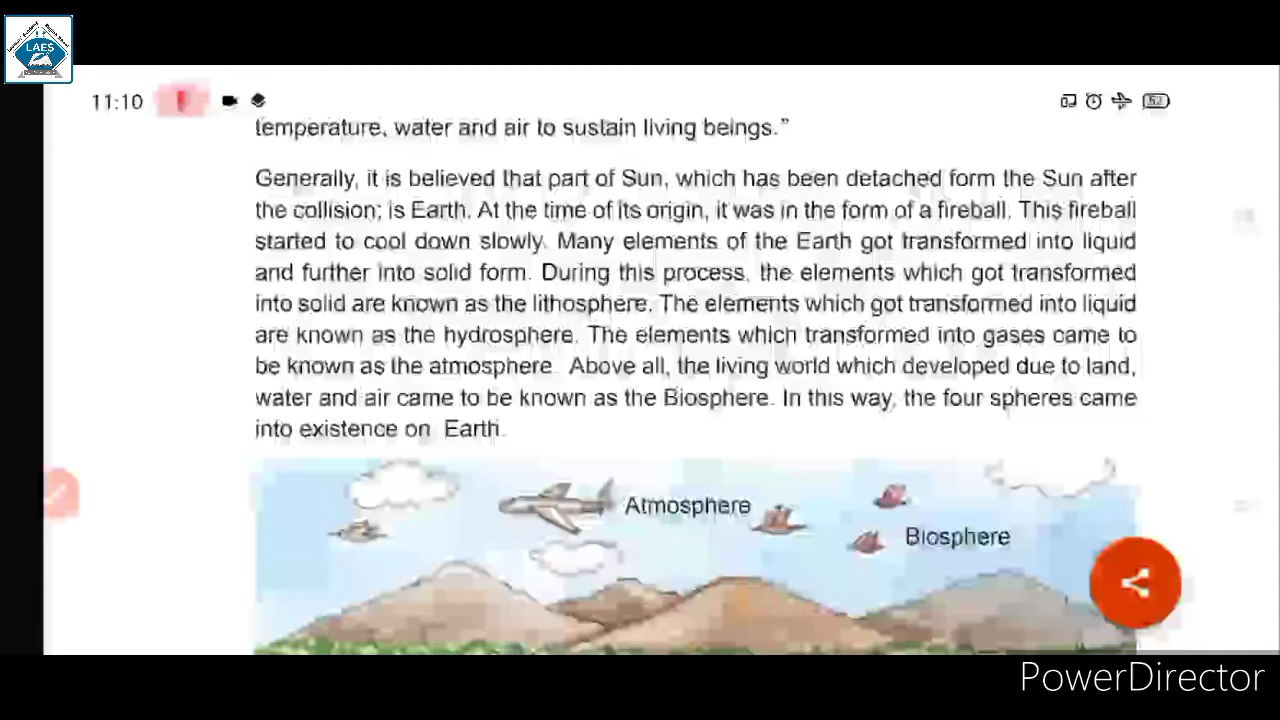 LAES
11:10
52
temperature, water and air to sustain living beings."
Generally, it is believed that part of Sun, which has been detached form the Sun after
the collision; is Earth. At the time of its origin, it was in the form of a fireball. This fireball
started to cool down slowly. Many elements of the Earth got transformed into liquid
and further into solid form. During this process, the elements which got transformed
into solid are known as the lithosphere. The elements which got transformed into liquid
are known as the hydrosphere. The elements which transformed into gases came to
be known as the atmosphere. Above all, the living world which developed due to land,
water and air came to be known as the Biosphere. In this way, the four spheres came
into existence on Earth.
Atmosphere
Biosphere
PowerDirector